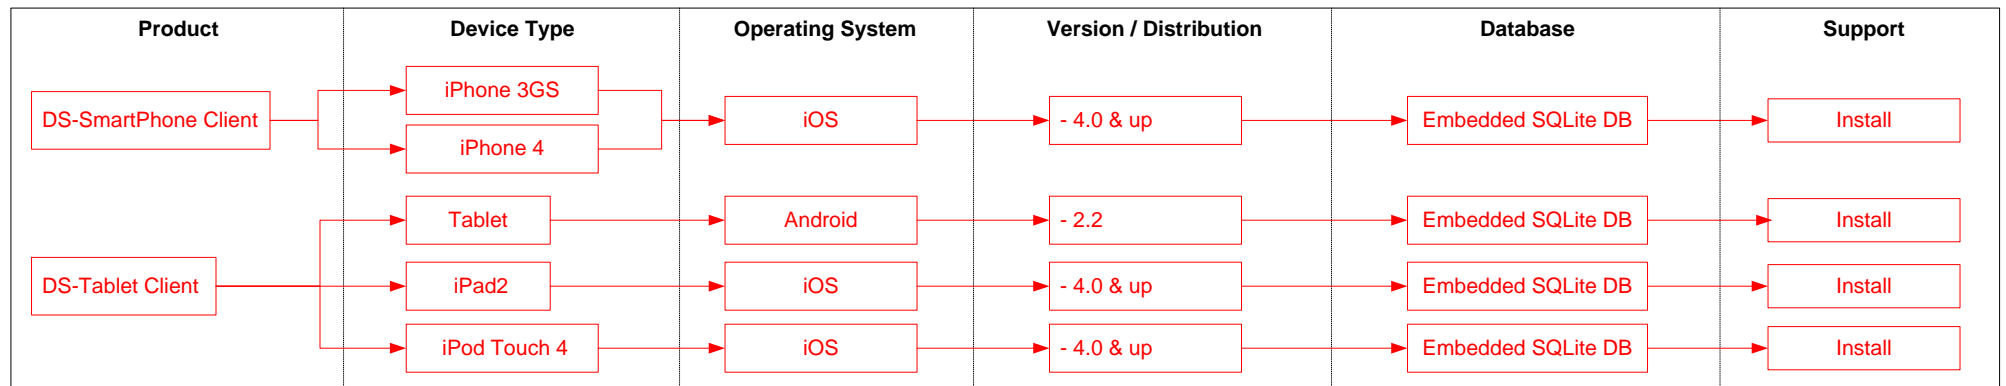 Product Device Type Operating System Version / Distribution Database Support
iPhone 3GS
DS-SmartPhone Client iOS - 4.0 & up Embedded SQLite DB Install
iPhone 4
Tablet Android - 2.2 Embedded SQLite DB Install
DS-Tablet Client iPad2 iOS - 4.0 & up Embedded SQLite DB Install
iPod Touch 4 iOS - 4.0 & up Embedded SQLite DB Install